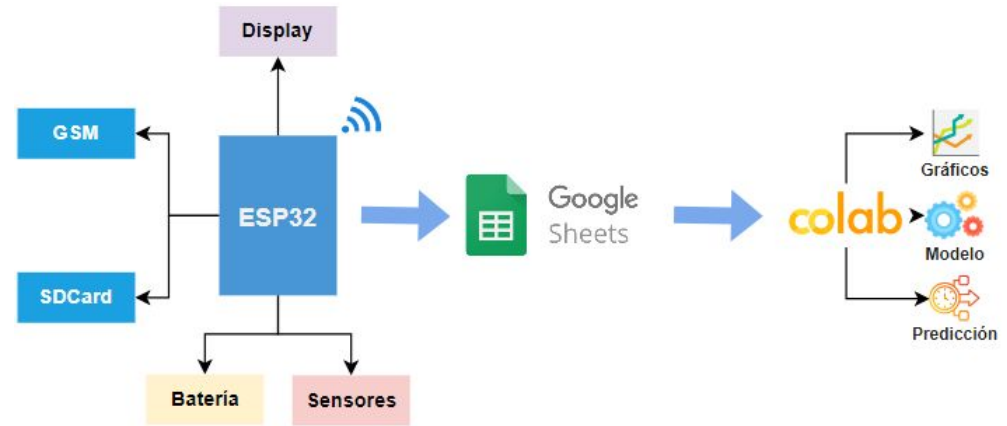 Display
GSM
ESP32
SDCard
Batería
Sensores
Google
Sheets
colab
Gráficos
Modelo
Predicción